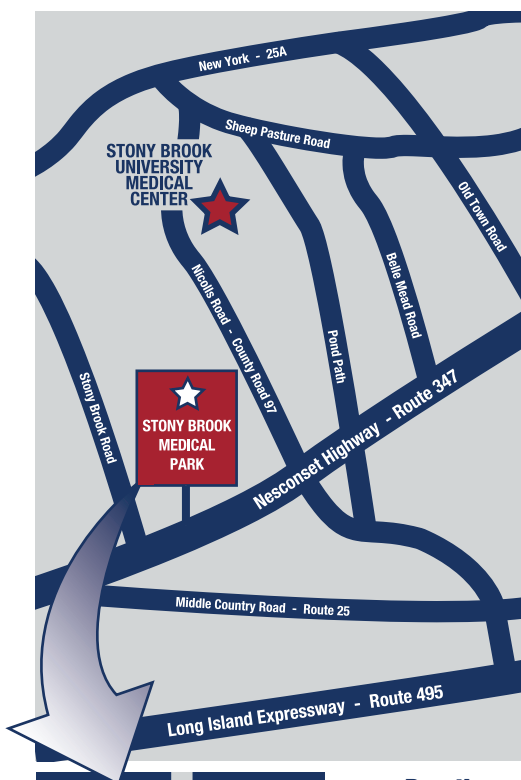 New York - 25A
Sheep Pasture Road
STONY BROOK
UNIVERSITY
MEDICAL
CENTER
Old Town Road
Belle Mead Road
Nicolls Road - County Road 97
Pond Path
Stony Brook Road
STONY BROOK
MEDICAL
PARK
Nesconset Highway - Route 347
Middle Country Road - Route 25
Long Island Expressway - Route 495